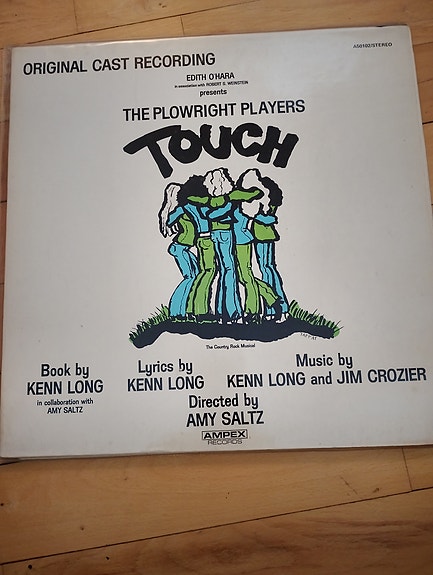 A50102/STEREO
ORIGINAL CAST RECORDING
EDITH O'HARA
in association with ROBERT G. WEINSTEIN
presents
THE PLOWRIGHT PLAYERS
TOUCH
The Country Rock Musical
Book by
KENN LONG
in collaboration with
AMY SALTZ
Lyrics by
KENN LONG
Music by
KENN LONG and JIM CROZIER
Directed by
AMY SALTZ
AMPEX
RECORDS